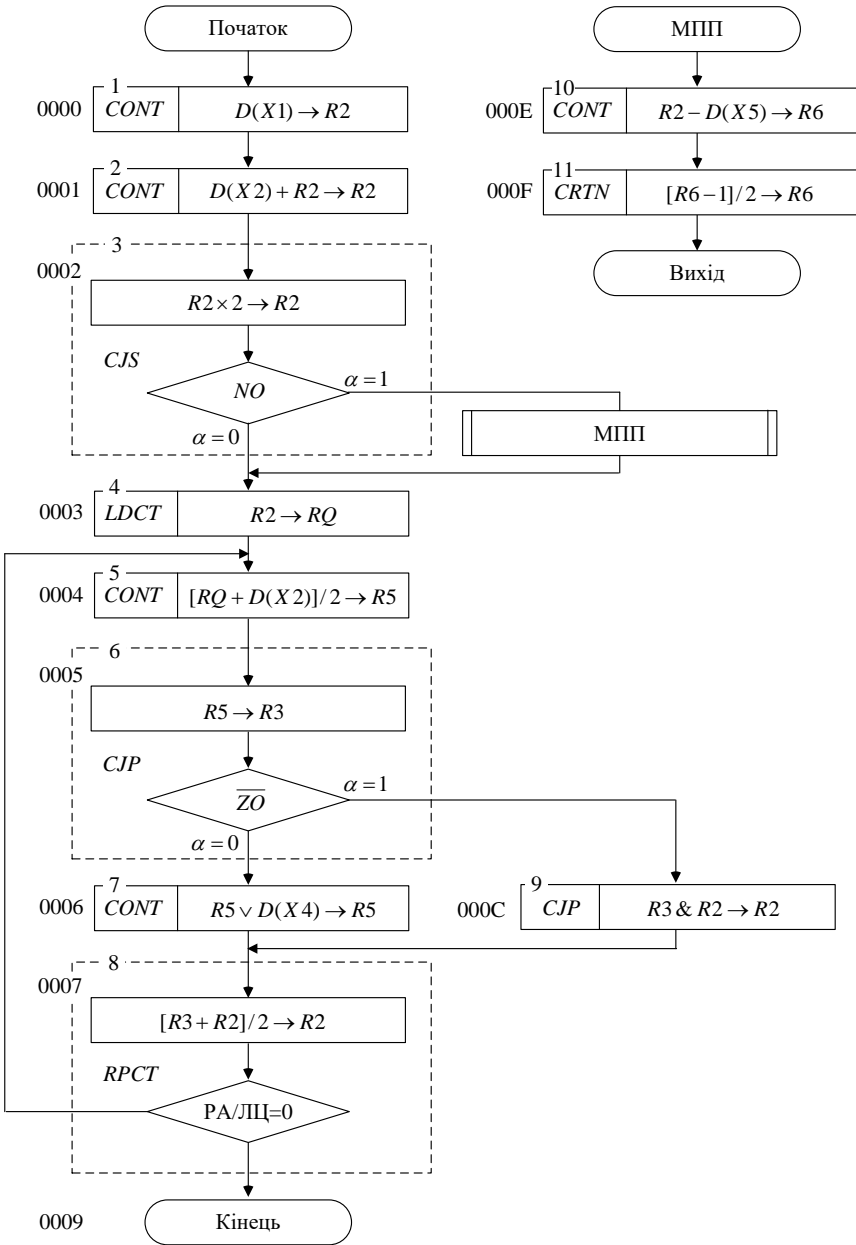 Початок
МПП
1
0000 CONT D(X1) → R2
10
000E CONT R2 − D(X5) → R6
2
0001 CONT D(X2) + R2 → R2
11
000F CRTN [R6−1]/2 → R6
3
0002
Вихід
R2 × 2 → R2
CJS
NO
α = 1
α = 0
МПП
4
0003 LDCT R2 → RQ
5
0004 CONT [RQ + D(X2)]/2 → R5
6
0005
R5 → R3
CJP
Z̅O̅
α = 1
α = 0
7
0006 CONT R5 ∨ D(X4) → R5
9
000C CJP R3 & R2 → R2
8
0007
[R3 + R2]/2 → R2
RPCT
РА/ЛЦ=0
0009 Кінець